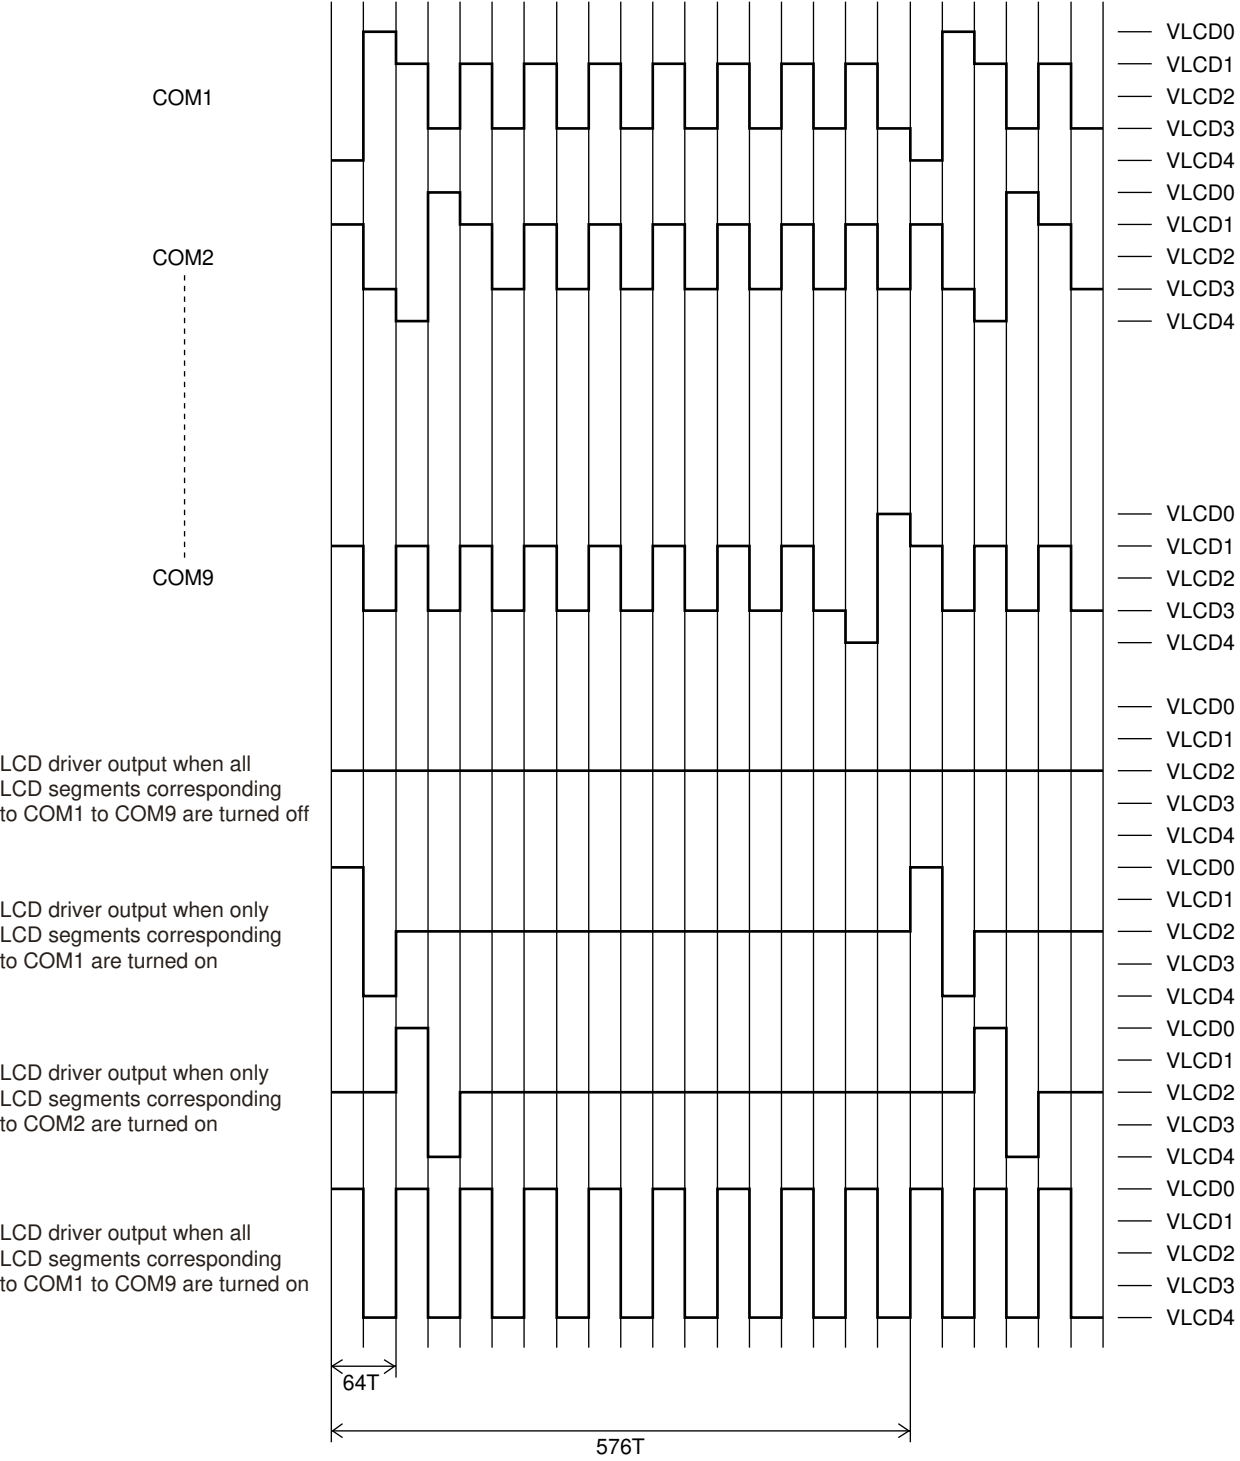 VLCD0
VLCD1
COM1
VLCD2
VLCD3
VLCD4
VLCD0
VLCD1
COM2
VLCD2
VLCD3
VLCD4
VLCD0
VLCD1
COM9
VLCD2
VLCD3
VLCD4
VLCD0
VLCD1
LCD driver output when all
LCD segments corresponding
to COM1 to COM9 are turned off
VLCD2
VLCD3
VLCD4
VLCD0
VLCD1
LCD driver output when only
LCD segments corresponding
to COM1 are turned on
VLCD2
VLCD3
VLCD4
VLCD0
VLCD1
LCD driver output when only
LCD segments corresponding
to COM2 are turned on
VLCD2
VLCD3
VLCD4
VLCD0
VLCD1
LCD driver output when all
LCD segments corresponding
to COM1 to COM9 are turned on
VLCD2
VLCD3
VLCD4
64T
576T